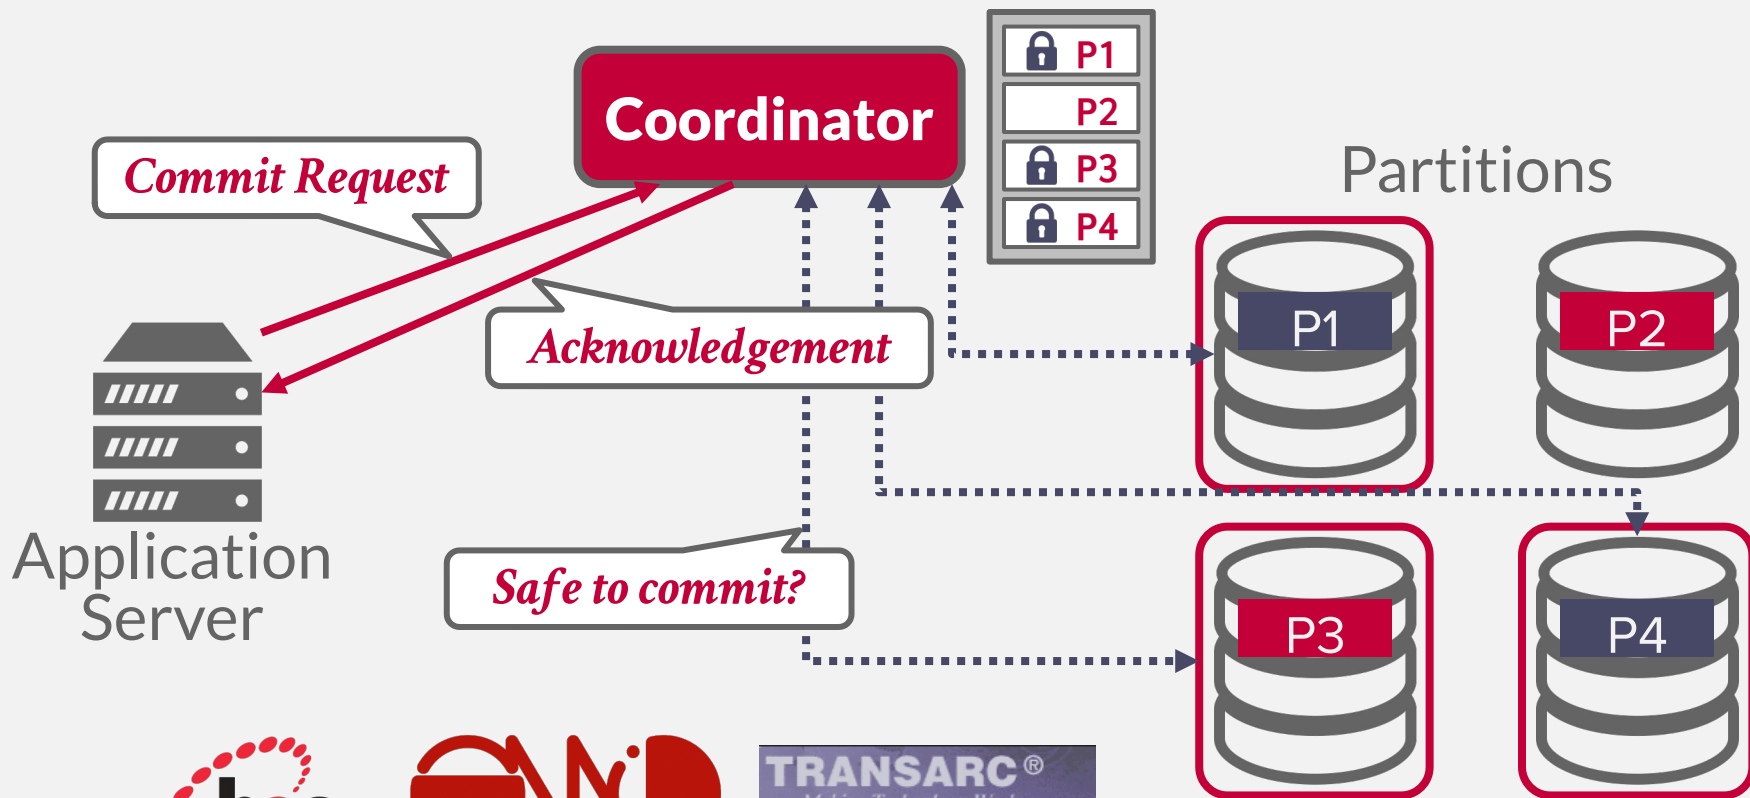 Coordinator
P1
P2
P3
P4
Commit Request
Partitions
Acknowledgement
P1
P2
Application
Server
Safe to commit?
P3
P4
TRANSARC®